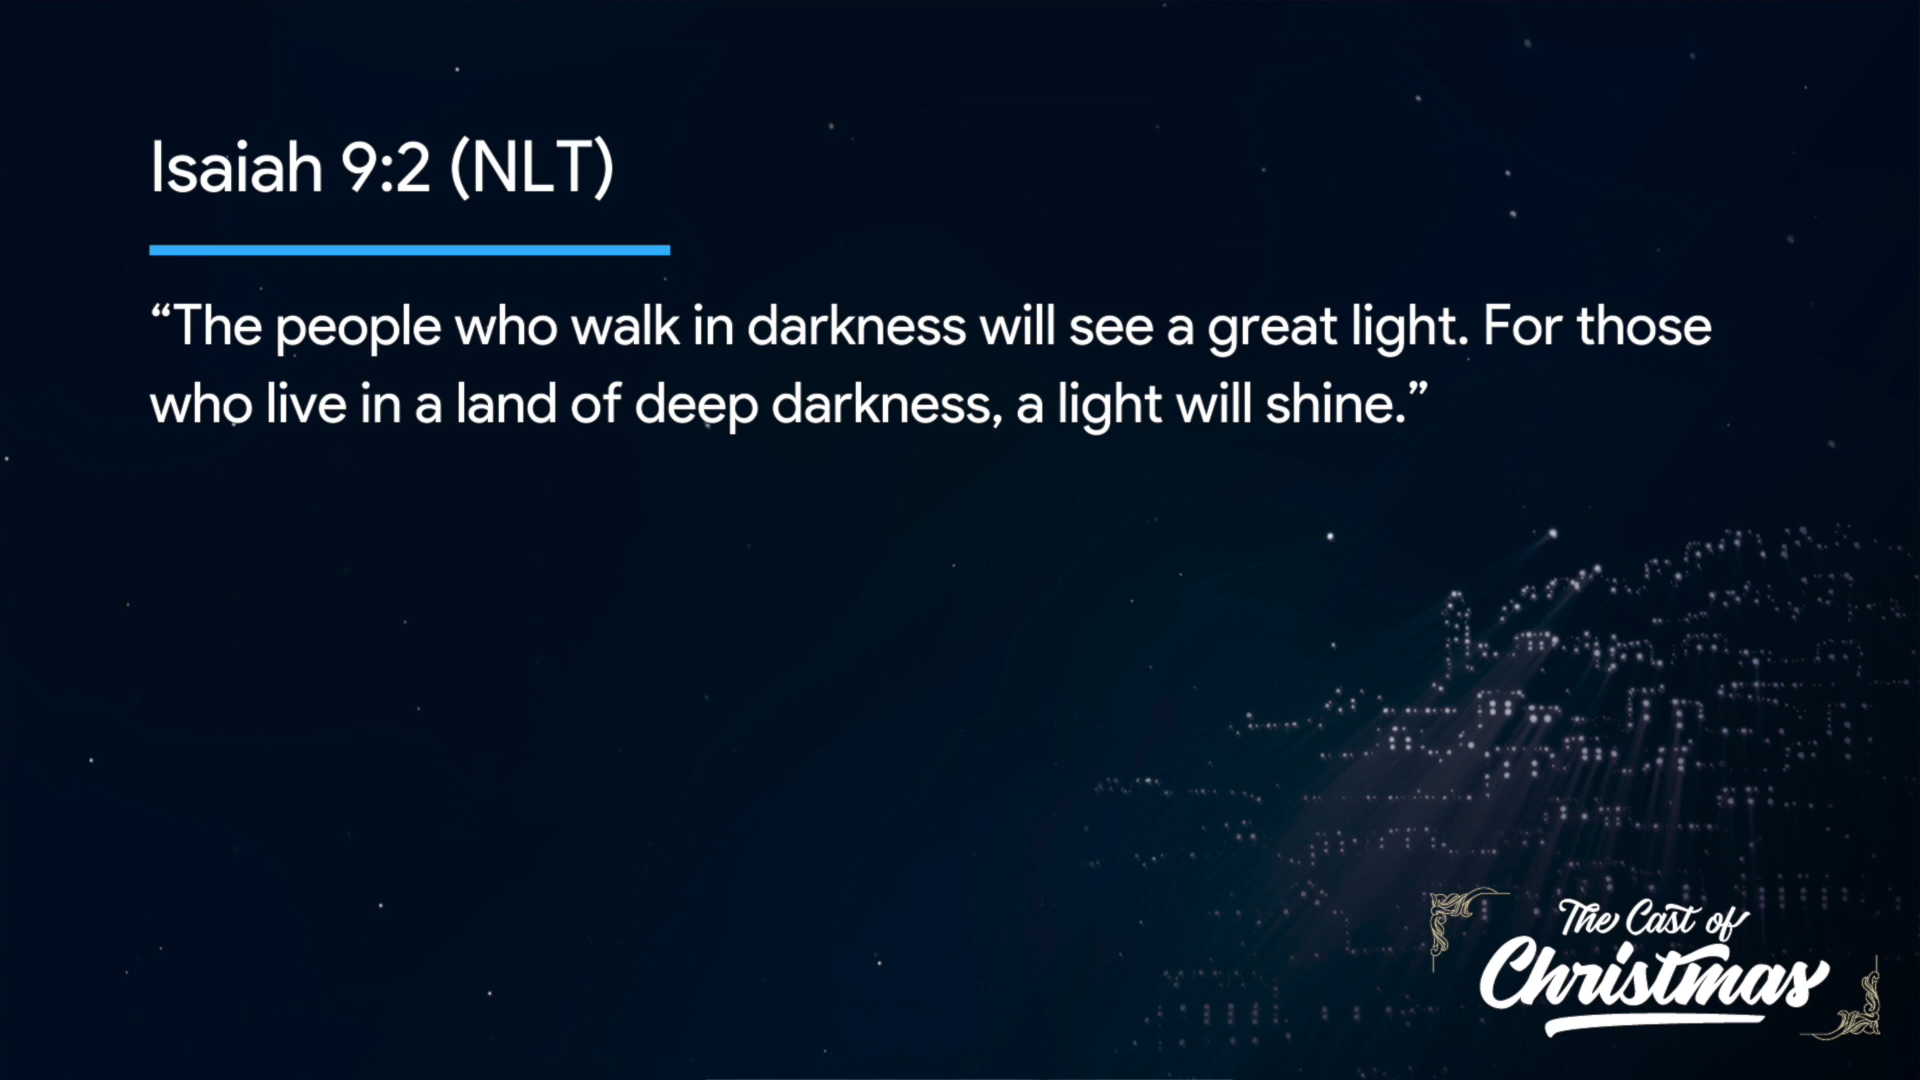 Isaiah 9:2 (NLT)
“The people who walk in darkness will see a great light. For those
who live in a land of deep darkness, a light will shine.”
The Cast of
Christmas